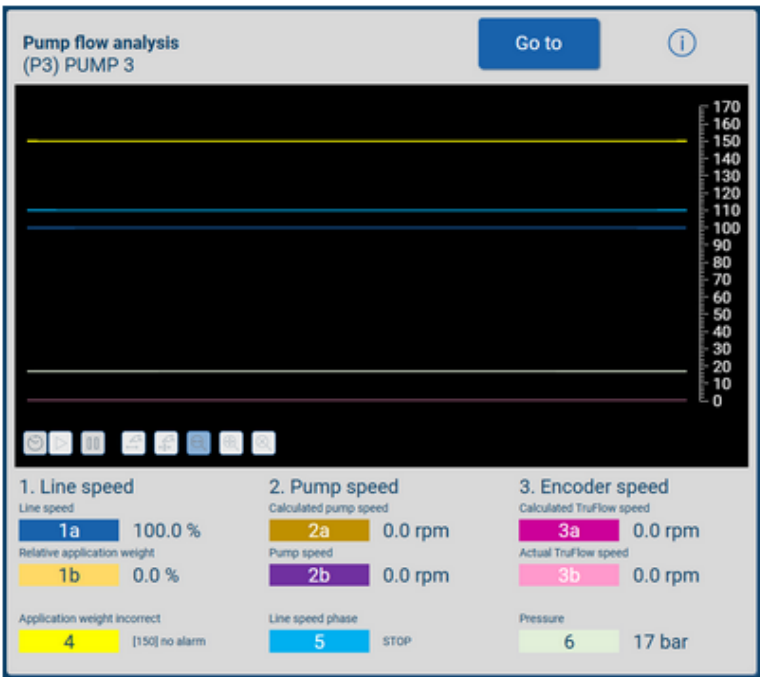 Pump flow analysis
(P3) PUMP 3
Go to
i
170
160
150
140
130
120
110
100
90
80
70
60
50
40
30
20
10
0
1. Line speed
2. Pump speed
3. Encoder speed
Line speed
Calculated pump speed
Calculated TruFlow speed
1a 100.0 %
2a 0.0 rpm
3a 0.0 rpm
Relative application weight
Pump speed
Actual TruFlow speed
1b 0.0 %
2b 0.0 rpm
3b 0.0 rpm
Application weight incorrect
Line speed phase
Pressure
4 [150] no alarm
5 STOP
6 17 bar